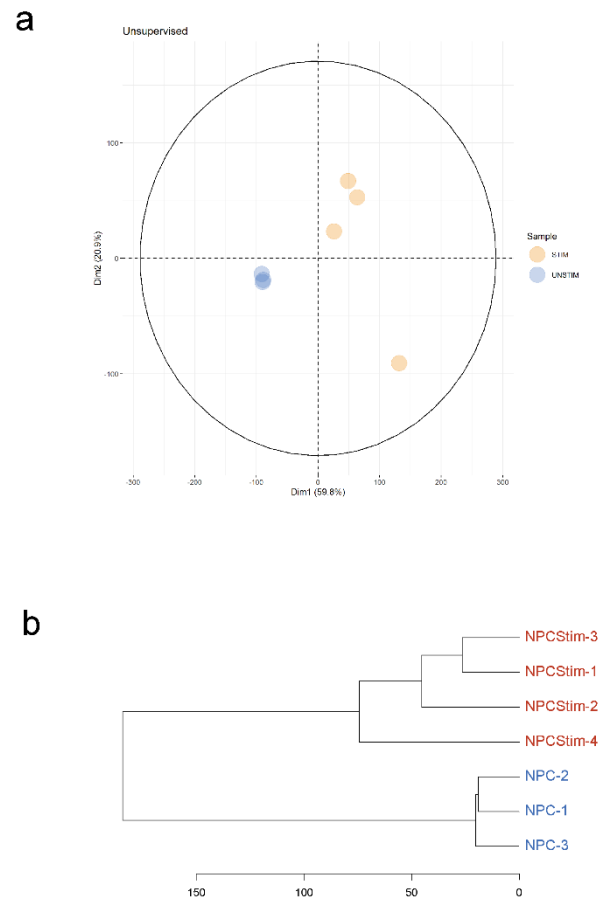 a
Unsupervised
100
0
-100
Dim2 (20.9%)
-300
-200
-100
0
100
200
300
Dim1 (59.8%)
Sample
STIM
UNSTIM
b
NPCStim-3
NPCStim-1
NPCStim-2
NPCStim-4
NPC-2
NPC-1
NPC-3
150
100
50
0